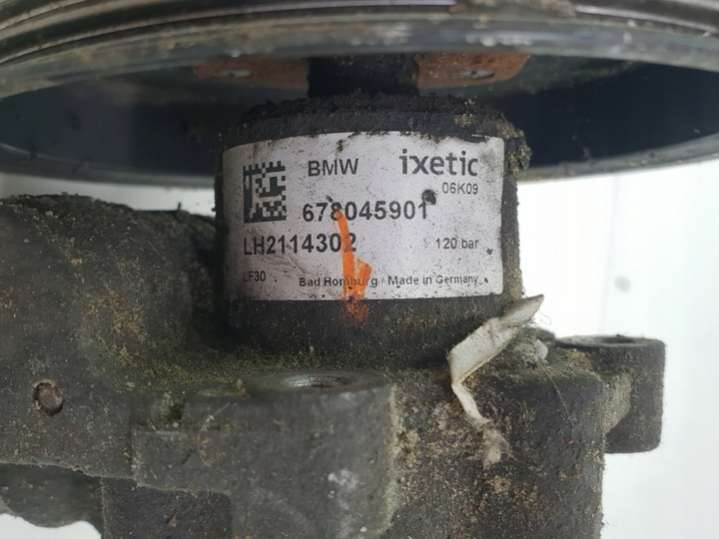 BMW ixetic
06K09
678045901
LH2114302 120 bar
LF30 Bad Homburg / Made in Germany